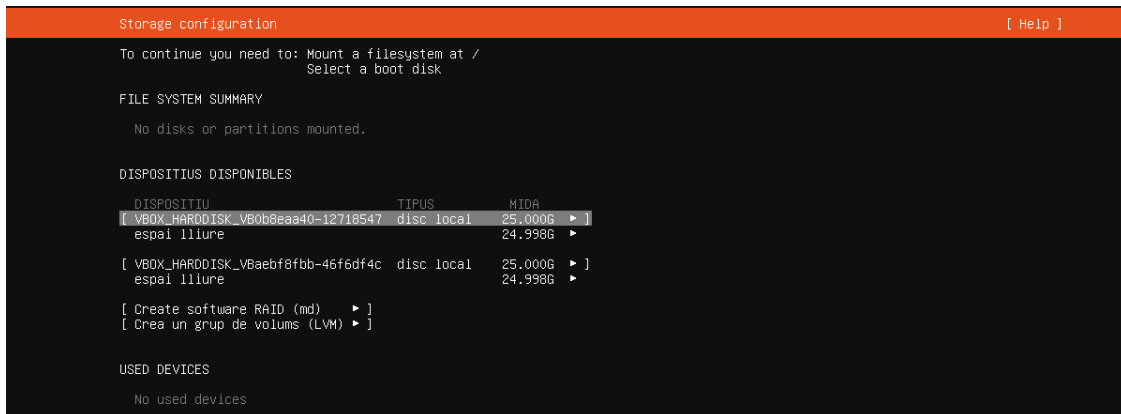 Storage configuration [ Help ]
To continue you need to: Mount a filesystem at /
Select a boot disk
FILE SYSTEM SUMMARY
No disks or partitions mounted.
DISPOSITIUS DISPONIBLES
DISPOSITIU TIPUS MIDA
[ VBOX_HARDDISK_VB0b8eaa40-12718547 disc local 25.000G ▸ ]
espai lliure 24.998G ▸
[ VBOX_HARDDISK_VBaebf8fbb-46f6df4c disc local 25.000G ▸ ]
espai lliure 24.998G ▸
[ Create software RAID (md) ▸ ]
[ Crea un grup de volums (LVM) ▸ ]
USED DEVICES
No used devices